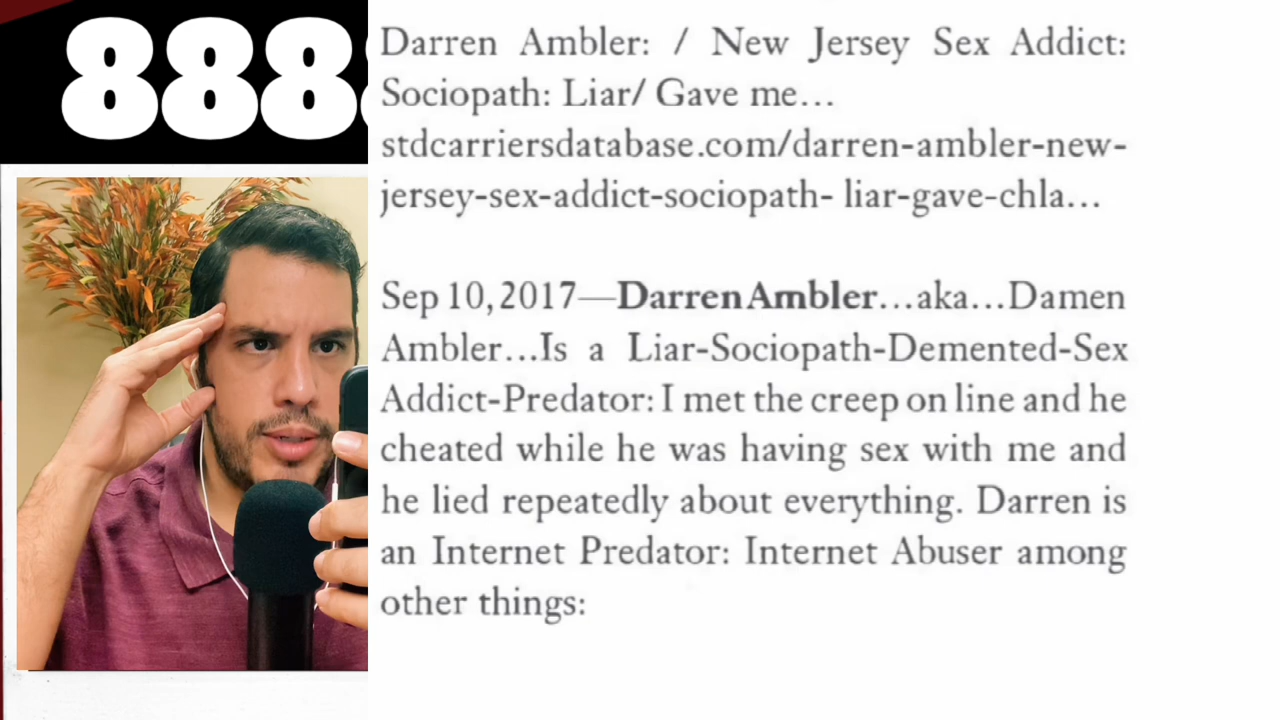 888
Darren Ambler: / New Jersey Sex Addict:
Sociopath: Liar/ Gave me…
stdcarriersdatabase.com/darren-ambler-new-
jersey-sex-addict-sociopath- liar-gave-chla…
Sep 10, 2017—Darren Ambler…aka…Damen
Ambler…Is a Liar-Sociopath-Demented-Sex
Addict-Predator: I met the creep on line and he
cheated while he was having sex with me and
he lied repeatedly about everything. Darren is
an Internet Predator: Internet Abuser among
other things: